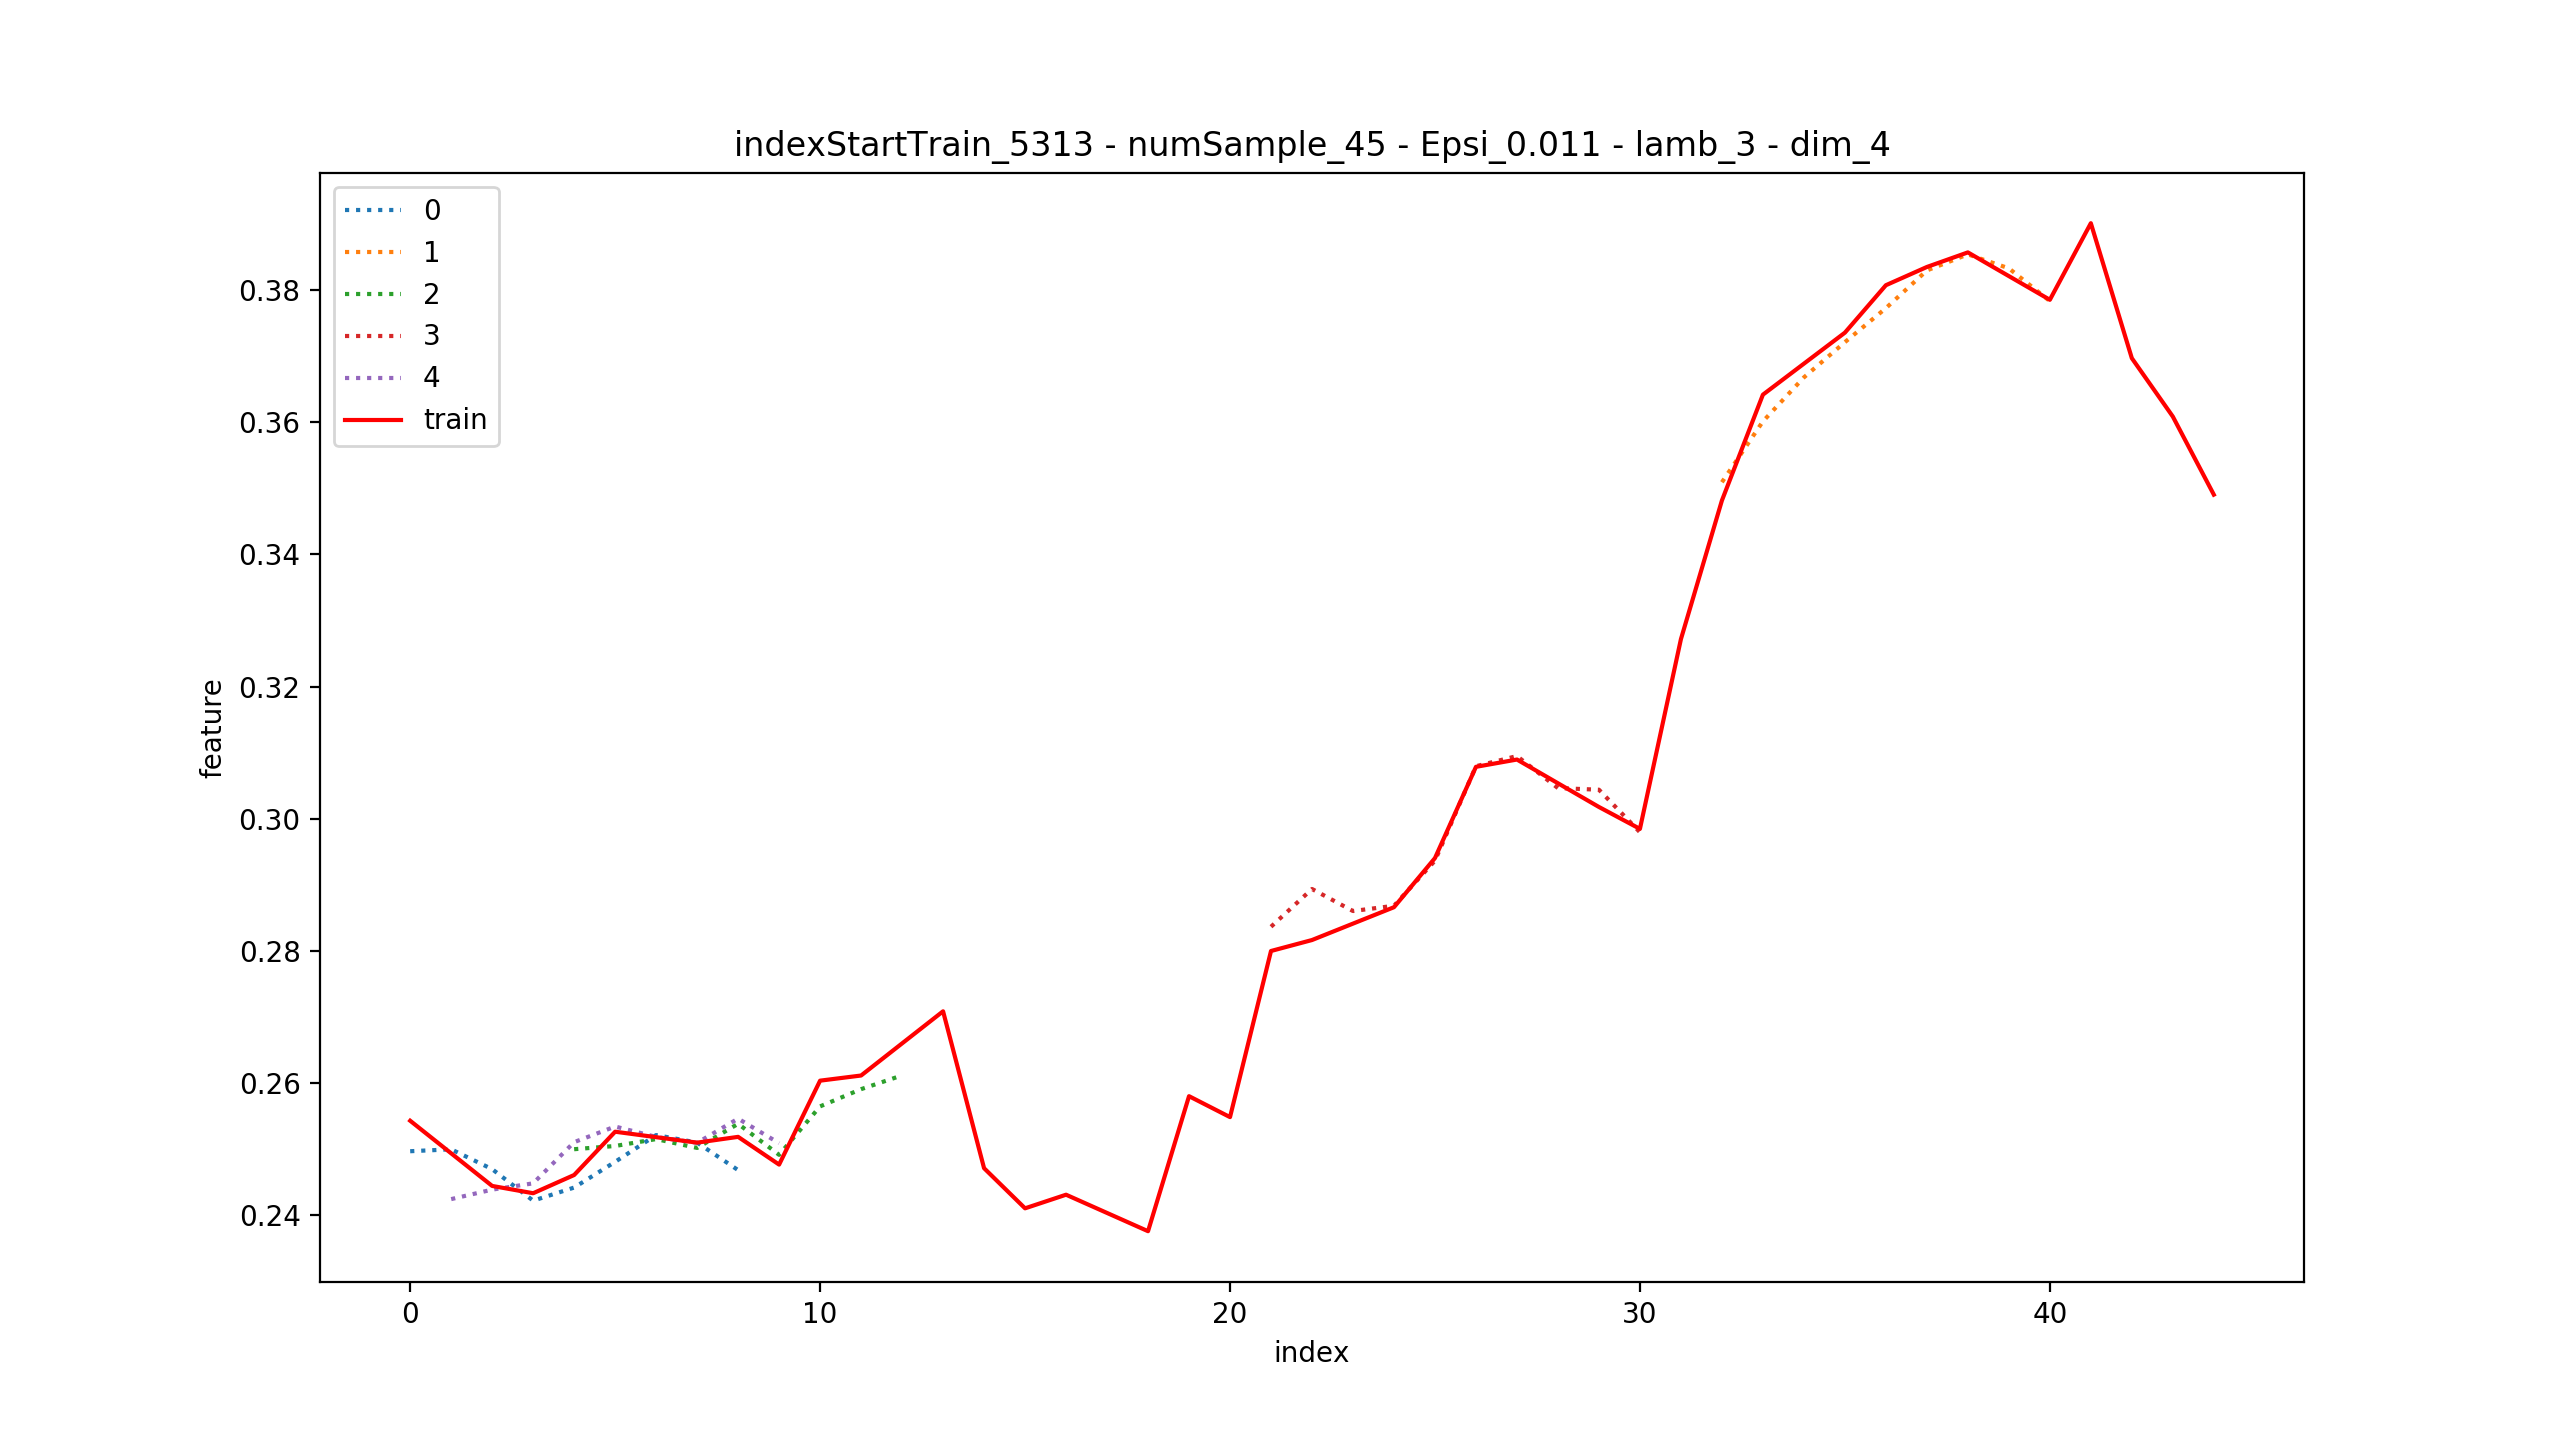 indexStartTrain_5313 - numSample_45 - Epsi_0.011 - lamb_3 - dim_4
0
1
2
3
4
train
0.38
0.36
0.34
0.32
0.30
0.28
0.26
0.24
feature
0 10 20 30 40
index